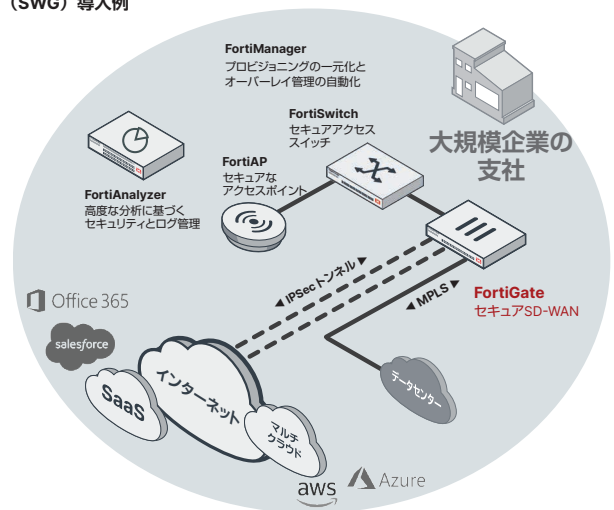 （SWG）導入例
FortiManager
プロビジョニングの一元化と
オーバーレイ管理の自動化
FortiSwitch
セキュアアクセス
スイッチ
大規模企業の
支社
FortiAP
セキュアな
アクセスポイント
FortiAnalyzer
高度な分析に基づく
セキュリティとログ管理
◀ IPSecトンネル ▶
◀ MPLS ▶
FortiGate
セキュアSD-WAN
Office 365
salesforce
SaaS
インターネット
マルチ
クラウド
データセンター
aws
Azure